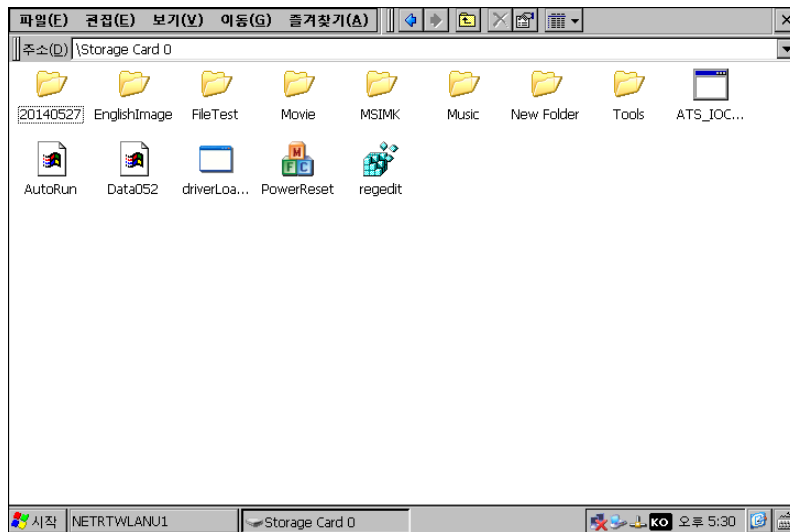 파일(F) 편집(E) 보기(V) 이동(G) 즐겨찾기(A)
주소(D) \Storage Card 0
20140527 EnglishImage FileTest Movie MSIMK Music New Folder Tools ATS_IOC...
AutoRun Data052 driverLoa... PowerReset regedit
시작 NETRTWLANU1 Storage Card 0 KO 오후 5:30